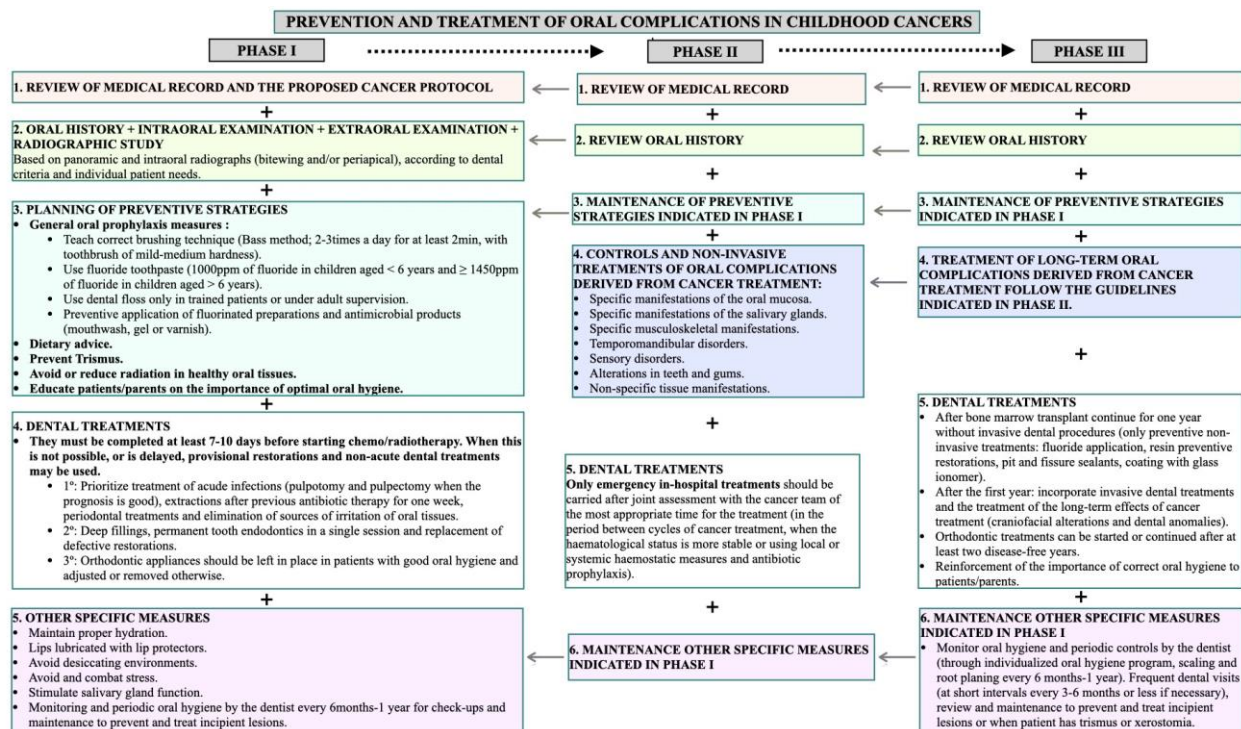 PREVENTION AND TREATMENT OF ORAL COMPLICATIONS IN CHILDHOOD CANCERS
PHASE I
PHASE II
PHASE III
1. REVIEW OF MEDICAL RECORD AND THE PROPOSED CANCER PROTOCOL
+
2. ORAL HISTORY + INTRAORAL EXAMINATION + EXTRAORAL EXAMINATION +
RADIOGRAPHIC STUDY
Based on panoramic and intraoral radiographs (bitewing and/or periapical), according to dental
criteria and individual patient needs.
+
3. PLANNING OF PREVENTIVE STRATEGIES
• General oral prophylaxis measures :
• Teach correct brushing technique (Bass method; 2-3times a day for at least 2min, with
toothbrush of mild-medium hardness).
• Use fluoride toothpaste (1000ppm of fluoride in children aged < 6 years and ≥ 1450ppm
of fluoride in children aged > 6 years).
• Use dental floss only in trained patients or under adult supervision.
• Preventive application of fluorinated preparations and antimicrobial products
(mouthwash, gel or varnish).
• Dietary advice.
• Prevent Trismus.
• Avoid or reduce radiation in healthy oral tissues.
• Educate patients/parents on the importance of optimal oral hygiene.
+
4. DENTAL TREATMENTS
• They must be completed at least 7-10 days before starting chemo/radiotherapy. When this
is not possible, or is delayed, provisional restorations and non-acute dental treatments
may be used.
• 1º: Prioritize treatment of acude infections (pulpotomy and pulpectomy when the
prognosis is good), extractions after previous antibiotic therapy for one week,
periodontal treatments and elimination of sources of irritation of oral tissues.
• 2º: Deep fillings, permanent tooth endodontics in a single session and replacement of
defective restorations.
• 3º: Orthodontic appliances should be left in place in patients with good oral hygiene and
adjusted or removed otherwise.
+
5. OTHER SPECIFIC MEASURES
• Maintain proper hydration.
• Lips lubricated with lip protectors.
• Avoid desiccating environments.
• Avoid and combat stress.
• Stimulate salivary gland function.
• Monitoring and periodic oral hygiene by the dentist every 6months-1 year for check-ups and
maintenance to prevent and treat incipient lesions.
1. REVIEW OF MEDICAL RECORD
+
2. REVIEW ORAL HISTORY
+
3. MAINTENANCE OF PREVENTIVE
STRATEGIES INDICATED IN PHASE I
+
4. CONTROLS AND NON-INVASIVE
TREATMENTS OF ORAL COMPLICATIONS
DERIVED FROM CANCER TREATMENT:
• Specific manifestations of the oral mucosa.
• Specific manifestations of the salivary glands.
• Specific musculoskeletal manifestations.
• Temporomandibular disorders.
• Sensory disorders.
• Alterations in teeth and gums.
• Non-specific tissue manifestations.
+
5. DENTAL TREATMENTS
Only emergency in-hospital treatments should be
carried after joint assessment with the cancer team of
the most appropriate time for the treatment (in the
period between cycles of cancer treatment, when the
haematological status is more stable or using local or
systemic haemostatic measures and antibiotic
prophylaxis).
+
6. MAINTENANCE OTHER SPECIFIC MEASURES
INDICATED IN PHASE I
1. REVIEW OF MEDICAL RECORD
+
2. REVIEW ORAL HISTORY
+
3. MAINTENANCE OF PREVENTIVE STRATEGIES
INDICATED IN PHASE I
+
4. TREATMENT OF LONG-TERM ORAL
COMPLICATIONS DERIVED FROM CANCER
TREATMENT FOLLOW THE GUIDELINES
INDICATED IN PHASE II.
+
5. DENTAL TREATMENTS
• After bone marrow transplant continue for one year
without invasive dental procedures (only preventive non-
invasive treatments: fluoride application, resin preventive
restorations, pit and fissure sealants, coating with glass
ionomer).
• After the first year: incorporate invasive dental treatments
and the treatment of the long-term effects of cancer
treatment (craniofacial alterations and dental anomalies).
• Orthodontic treatments can be started or continued after at
least two disease-free years.
• Reinforcement of the importance of correct oral hygiene to
patients/parents.
+
6. MAINTENANCE OTHER SPECIFIC MEASURES
INDICATED IN PHASE I
• Monitor oral hygiene and periodic controls by the dentist
(through individualized oral hygiene program, scaling and
root planing every 6 months-1 year). Frequent dental visits
(at short intervals every 3-6 months or less if necessary),
review and maintenance to prevent and treat incipient
lesions or when patient has trismus or xerostomia.